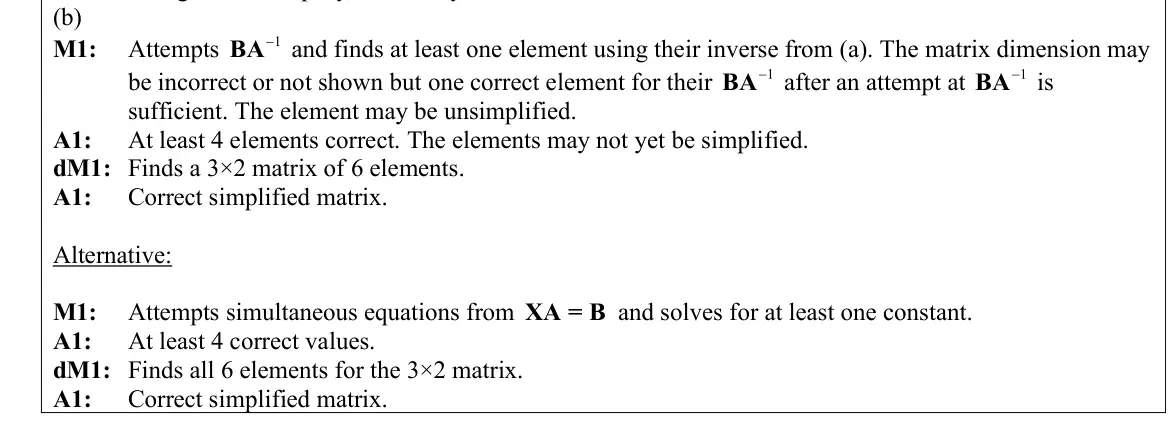 (b)
M1: Attempts BA⁻¹ and finds at least one element using their inverse from (a). The matrix dimension may
be incorrect or not shown but one correct element for their BA⁻¹ after an attempt at BA⁻¹ is
sufficient. The element may be unsimplified.
A1: At least 4 elements correct. The elements may not yet be simplified.
dM1: Finds a 3×2 matrix of 6 elements.
A1: Correct simplified matrix.
Alternative:
M1: Attempts simultaneous equations from XA = B and solves for at least one constant.
A1: At least 4 correct values.
dM1: Finds all 6 elements for the 3×2 matrix.
A1: Correct simplified matrix.